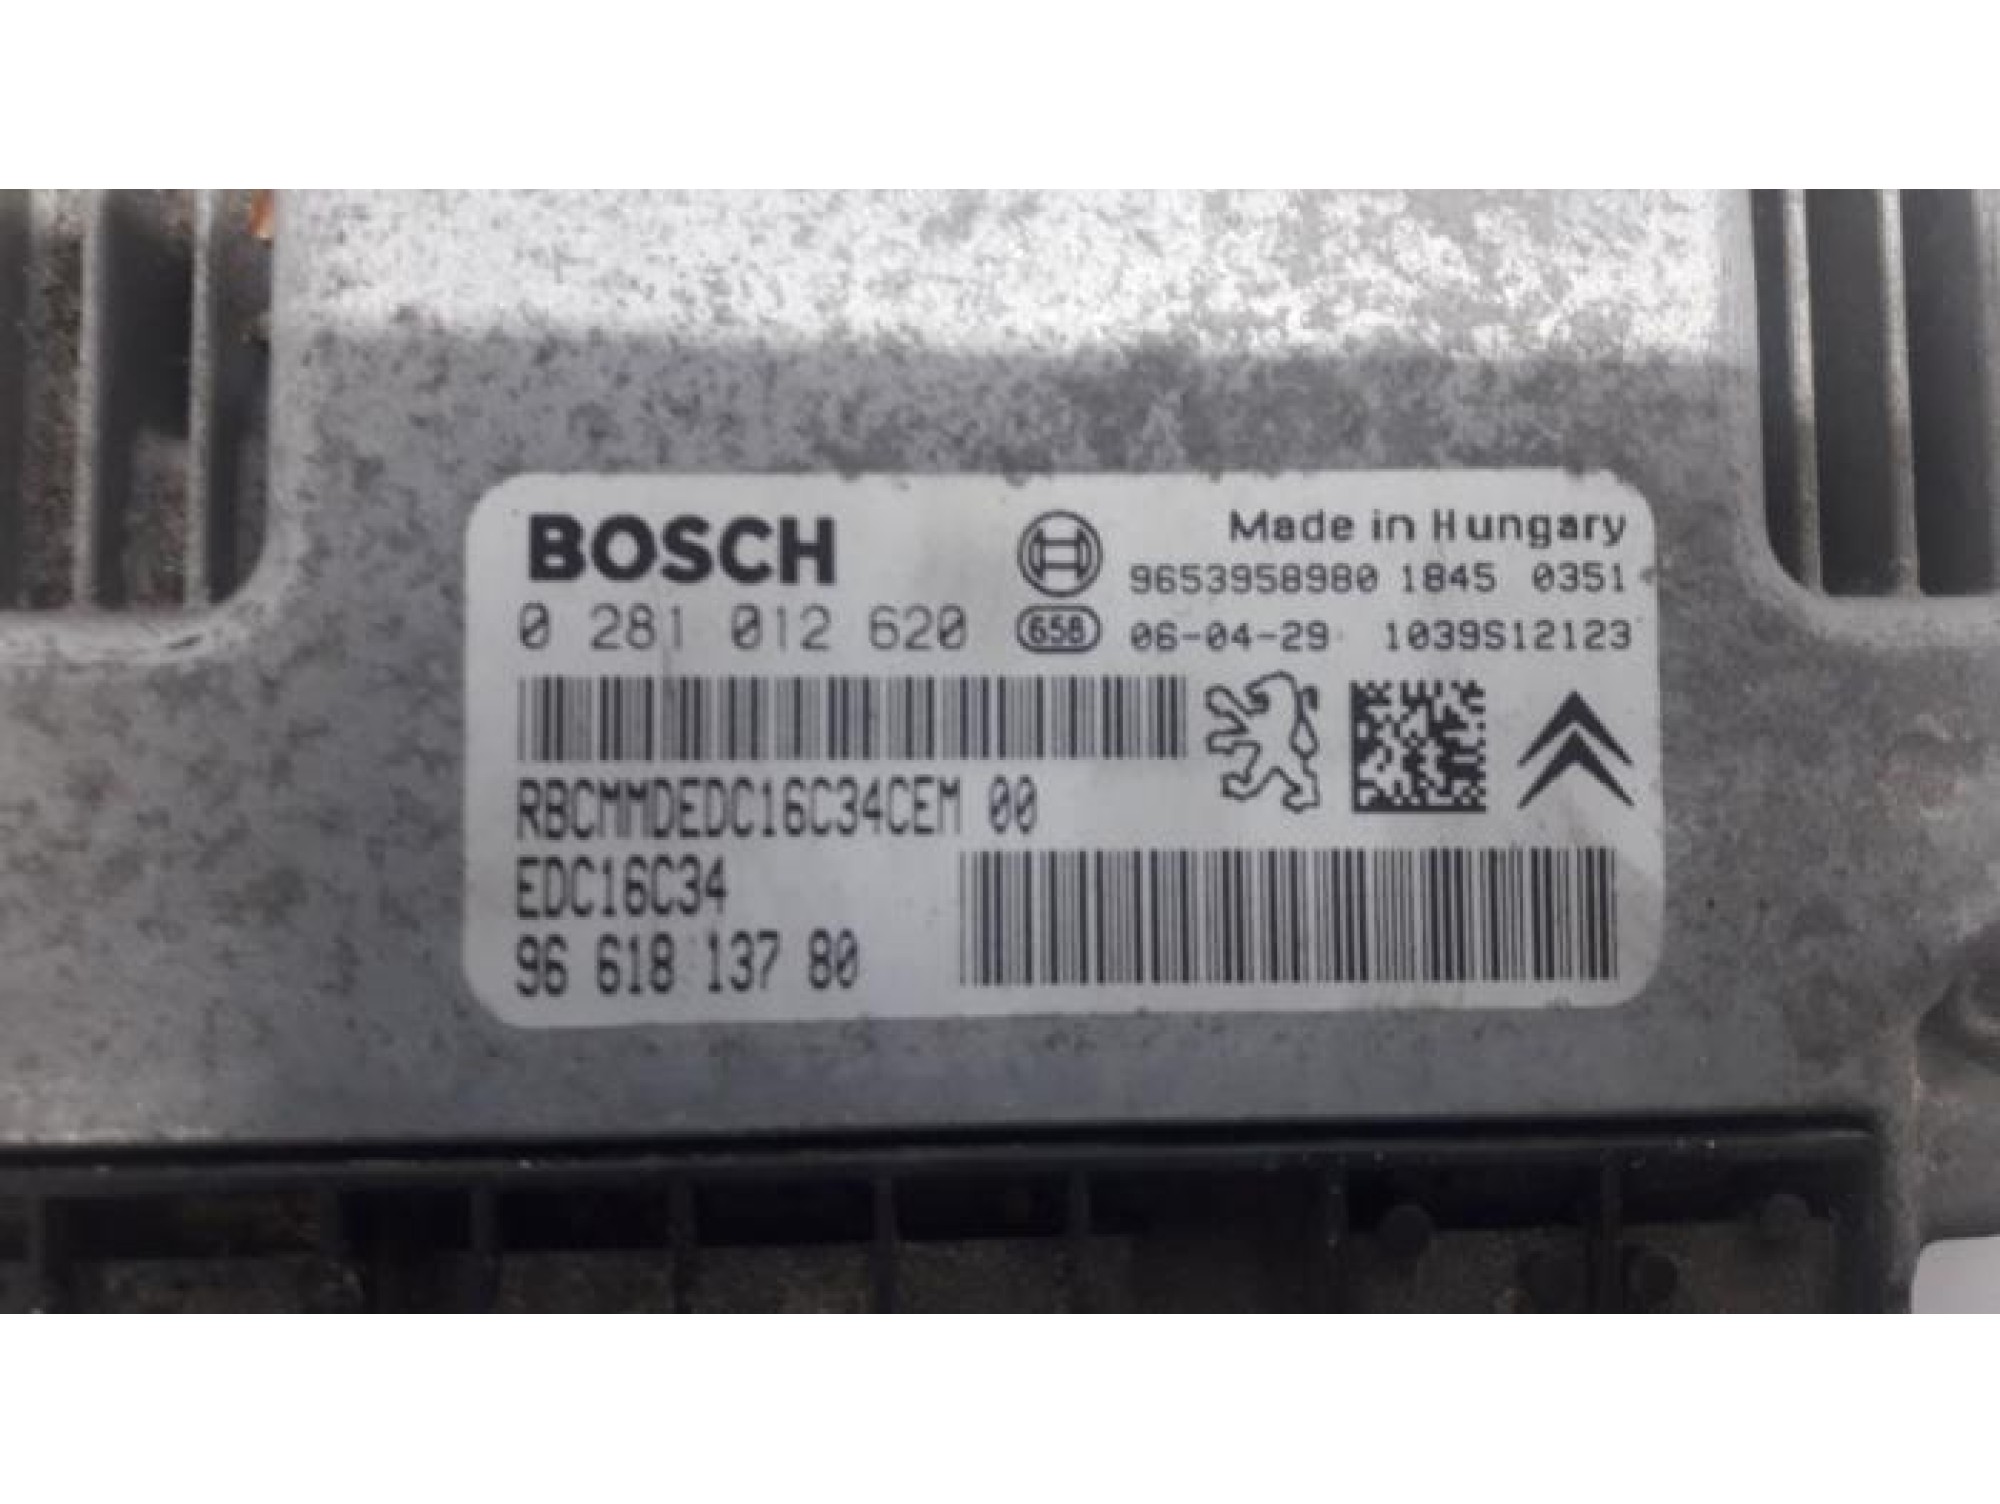 BOSCH
Made in Hungary
9653958980 1845 0351
0 281 012 620
658 06-04-29 1039S12123
RBCMMDEDC16C34CEM 00
EDC16C34
96 618 137 80